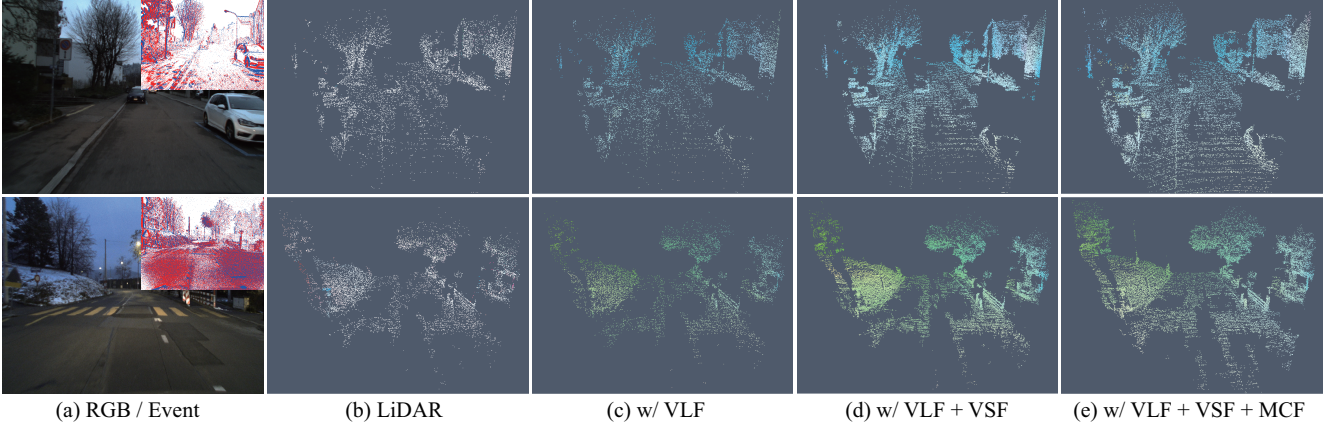 (a) RGB / Event
(b) LiDAR
(c) w/ VLF
(d) w/ VLF + VSF
(e) w/ VLF + VSF + MCF